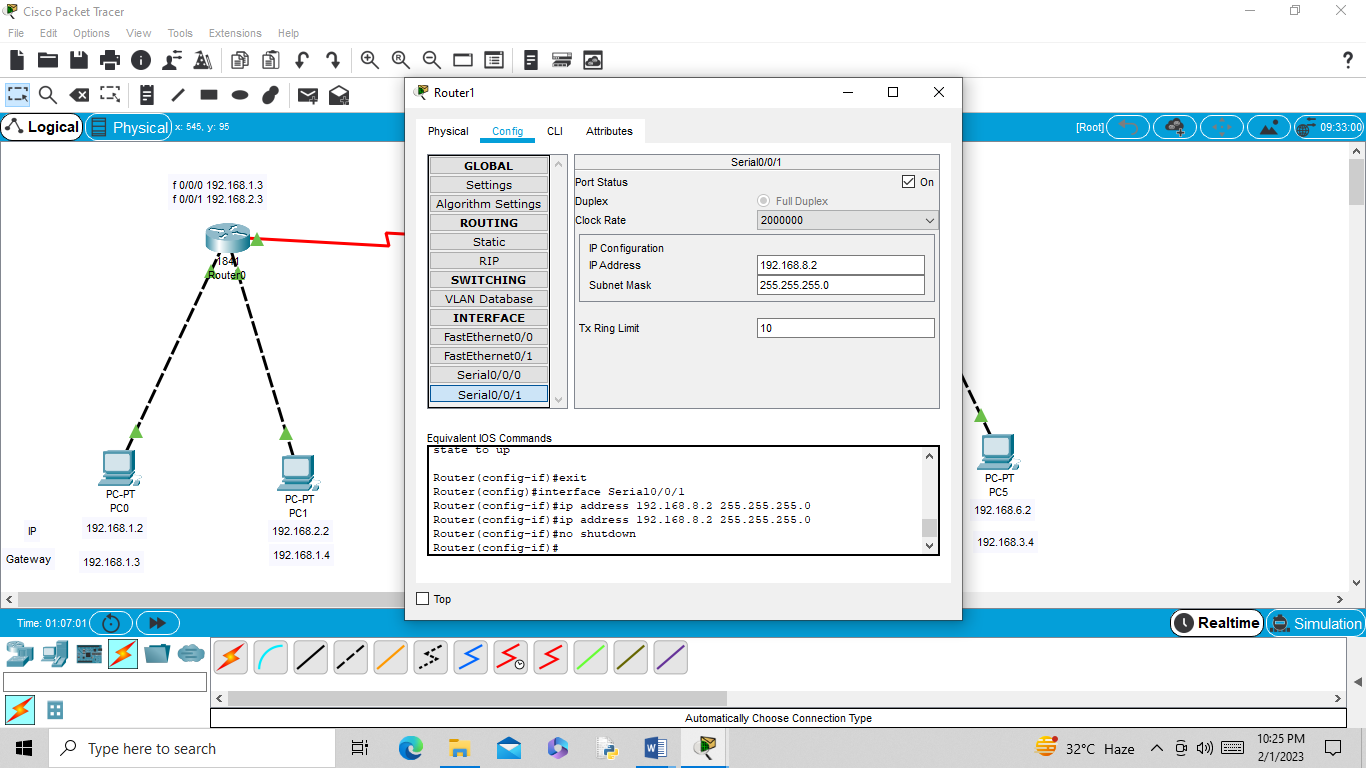 Cisco Packet Tracer
File Edit Options View Tools Extensions Help
Logical
Physical
x: 545, y: 95
[Root]
09:33:00
f 0/0/0 192.168.1.3
f 0/0/1 192.168.2.3
1841
Router0
PC-PT
PC0
PC-PT
PC1
IP
192.168.1.2
192.168.2.2
Gateway
192.168.1.3
192.168.1.4
Router1
Physical Config CLI Attributes
GLOBAL
Settings
Algorithm Settings
ROUTING
Static
RIP
SWITCHING
VLAN Database
INTERFACE
FastEthernet0/0
FastEthernet0/1
Serial0/0/0
Serial0/0/1
Serial0/0/1
Port Status On
Duplex Full Duplex
Clock Rate 2000000
IP Configuration
IP Address 192.168.8.2
Subnet Mask 255.255.255.0
Tx Ring Limit 10
Equivalent IOS Commands
state to up
Router(config-if)#exit
Router(config)#interface Serial0/0/1
Router(config-if)#ip address 192.168.8.2 255.255.255.0
Router(config-if)#ip address 192.168.8.2 255.255.255.0
Router(config-if)#no shutdown
Router(config-if)#
Top
PC-PT
PC5
192.168.6.2
192.168.3.4
Time: 01:07:01
Realtime
Simulation
Automatically Choose Connection Type
Type here to search
32°C Haze
10:25 PM
2/1/2023